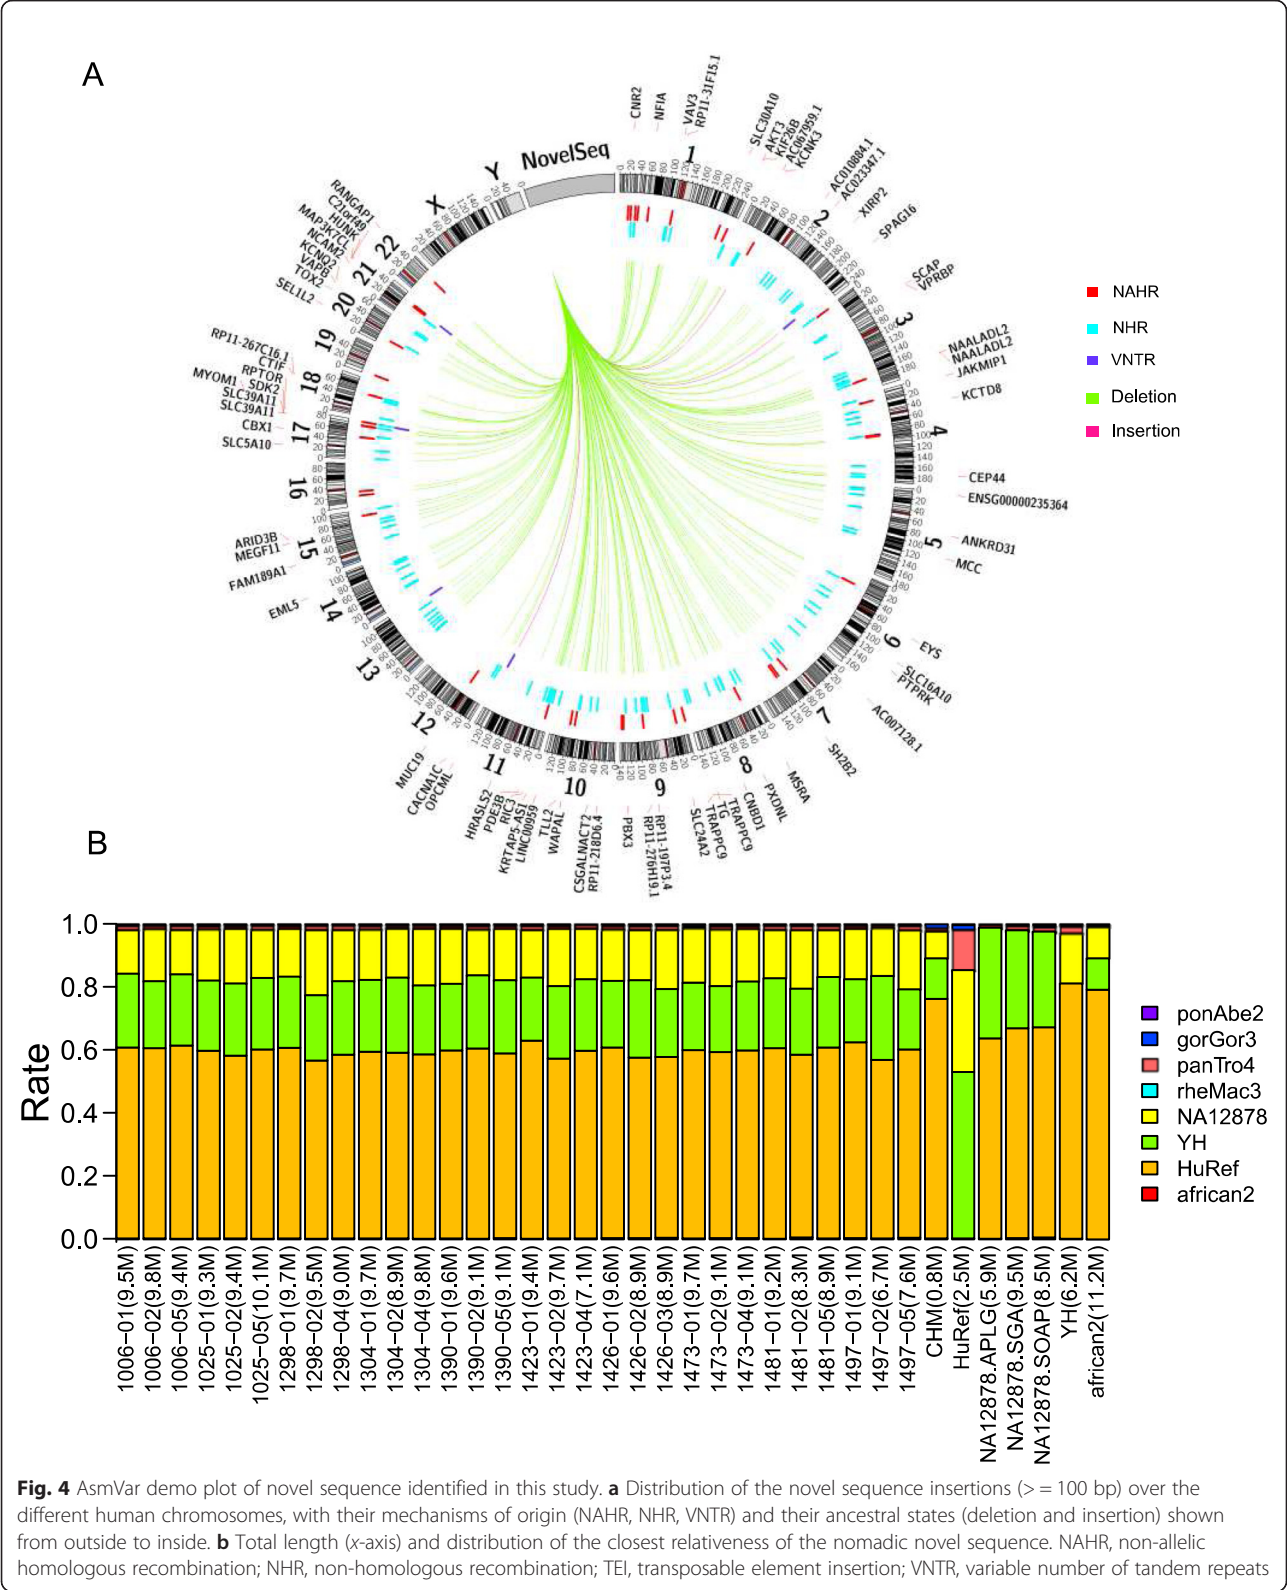 A
NovelSeq
1
2
3
4
5
6
7
8
9
10
11
12
13
14
15
16
17
18
19
20
21
22
X
Y
CNR2
NFIA
VAV3
RP11-31F15.1
SLC30A10
AKT3
KIF26B
AC067959.1
KCNK3
AC010884.1
AC023347.1
XIRP2
SPAG16
SCAP
VPRBP
NAALADL2
NAALADL2
JAKMIP1
KCTD8
CEP44
ENSG00000235364
ANKRD31
MCC
EYS
SLC16A10
PTPRK
AC007128.1
SH2B2
MSRA
PXDNL
CNBD1
TRAPPC9
TG
TRAPPC9
SLC24A2
RP11-197P3.4
RP11-276H19.1
PBX3
RP11-218D6.4
CSGALNACT2
WAPAL
TLL2
LINC00959
KRTAP5-AS1
RIC3
PDE3B
HRASLS2
OPCML
CACNA1C
MUC19
EML5
FAM189A1
MEGF11
ARID3B
SLC5A10
CBX1
SLC39A11
SLC39A11
MYOM1
SDK2
RPTOR
CTIF
RP11-267C16.1
SEL1L2
TOX2
VAPB
KCNQ2
NCAM2
MAP3K7CL
HUNK
C21orf49
RANGAP1
NAHR
NHR
VNTR
Deletion
Insertion
B
Rate
1.0
0.8
0.6
0.4
0.2
0.0
1006−01(9.5M)
1006−02(9.8M)
1006−05(9.4M)
1025−01(9.3M)
1025−02(9.4M)
1025−05(10.1M)
1298−01(9.7M)
1298−02(9.5M)
1298−04(9.0M)
1304−01(9.7M)
1304−02(8.9M)
1304−04(9.8M)
1390−01(9.6M)
1390−02(9.1M)
1390−05(9.1M)
1423−01(9.4M)
1423−02(9.7M)
1423−04(7.1M)
1426−01(9.6M)
1426−02(8.9M)
1426−03(8.9M)
1473−01(9.7M)
1473−02(9.1M)
1473−04(9.1M)
1481−01(9.2M)
1481−02(8.3M)
1481−05(8.9M)
1497−01(9.1M)
1497−02(6.7M)
1497−05(7.6M)
CHM(0.8M)
HuRef(2.5M)
NA12878.APLG(5.9M)
NA12878.SGA(9.5M)
NA12878.SOAP(8.5M)
YH(6.2M)
african2(11.2M)
ponAbe2
gorGor3
panTro4
rheMac3
NA12878
YH
HuRef
african2
Fig. 4 AsmVar demo plot of novel sequence identified in this study. a Distribution of the novel sequence insertions (> = 100 bp) over the
different human chromosomes, with their mechanisms of origin (NAHR, NHR, VNTR) and their ancestral states (deletion and insertion) shown
from outside to inside. b Total length (x-axis) and distribution of the closest relativeness of the nomadic novel sequence. NAHR, non-allelic
homologous recombination; NHR, non-homologous recombination; TEI, transposable element insertion; VNTR, variable number of tandem repeats